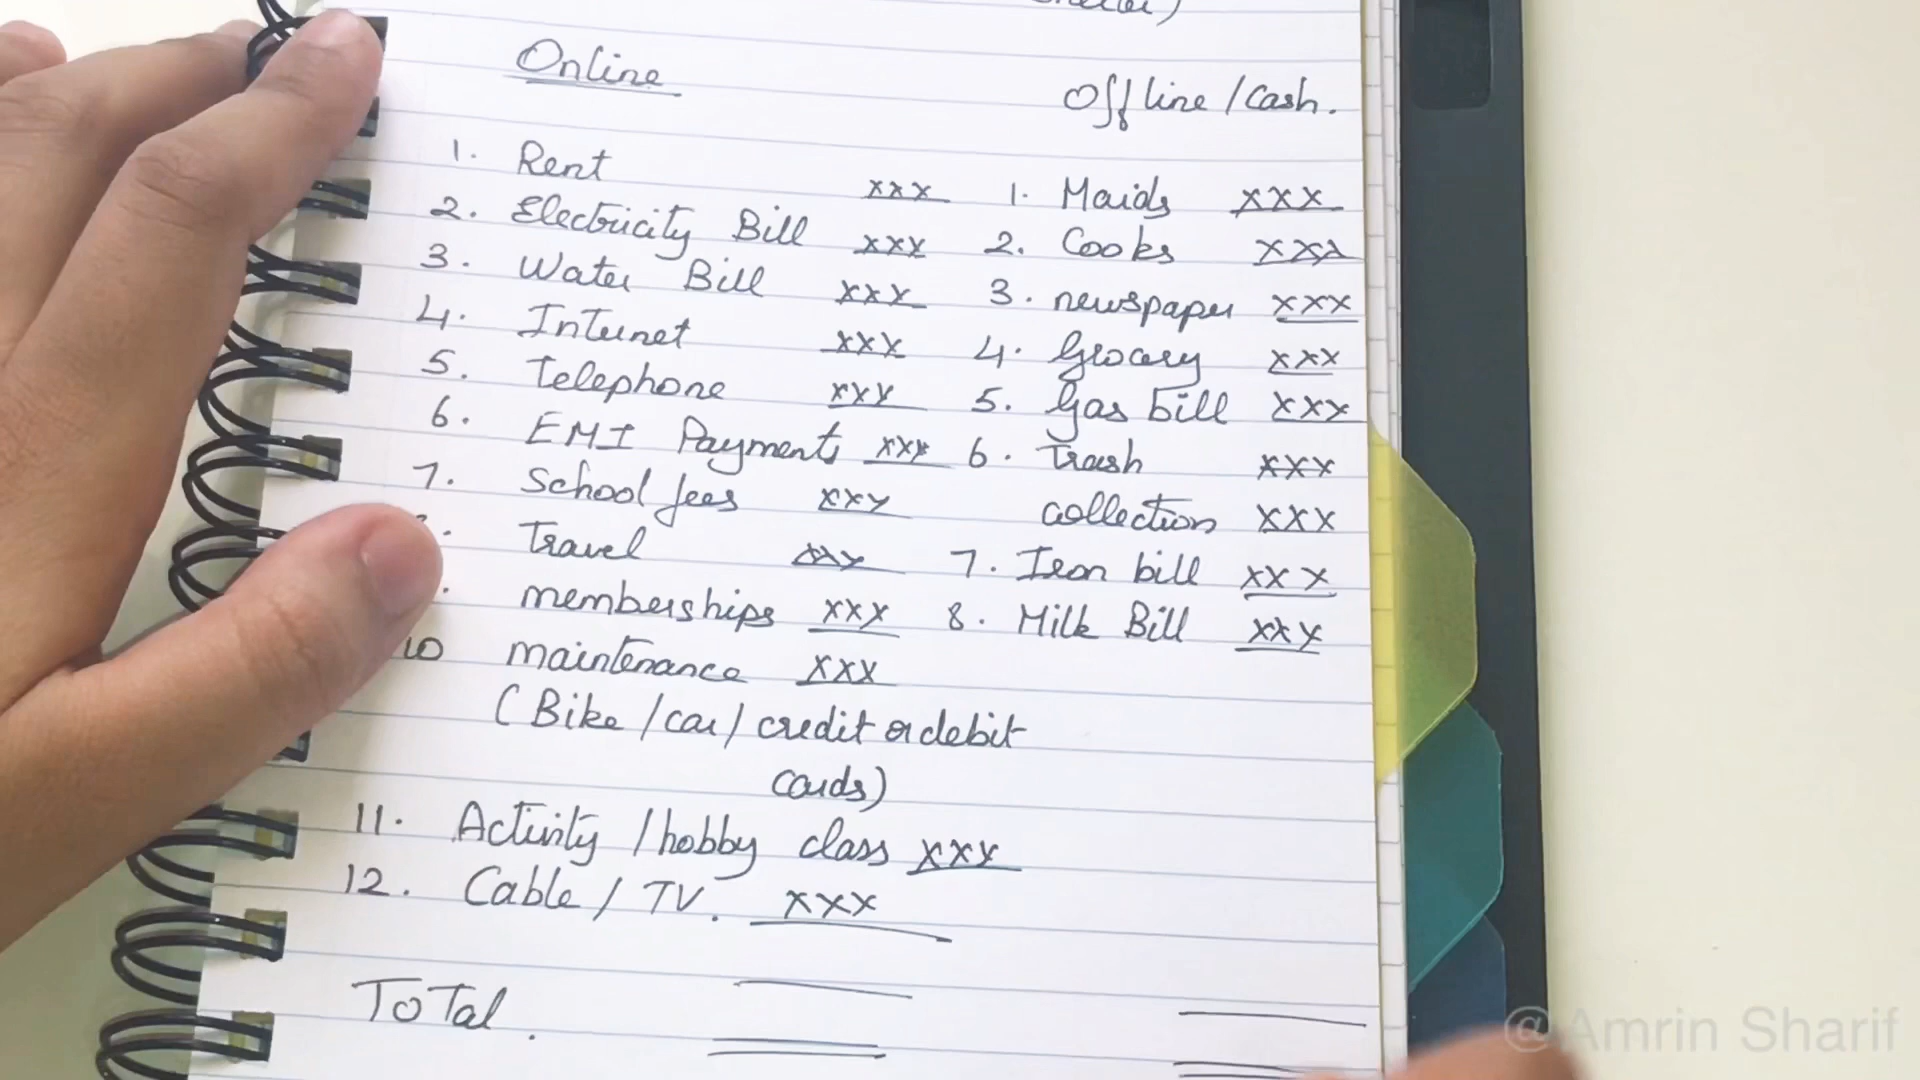 Online
Offline / Cash.
1. Rent xxx
2. Electricity Bill xxx
3. Water Bill xxx
4. Internet xxx
5. Telephone xxx
6. EMI Payments xxx
7. School fees xxx
Travel xxx
memberships xxx
10 maintenance xxx
(Bike / car / credit or debit
cards)
11. Activity / hobby class xxx
12. Cable / TV. xxx
1. Maids xxx
2. Cooks xxx
3. newspaper xxx
4. Grocery xxx
5. Gas bill xxx
6. Trash xxx
collection xxx
7. Iron bill xxx
8. Milk Bill xxx
Total.
@Amrin Sharif